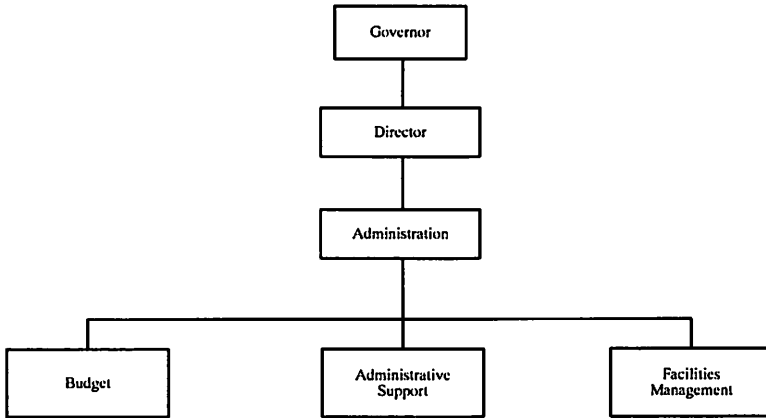 Governor
Director
Administration
Budget
Administrative
Support
Facilities
Management